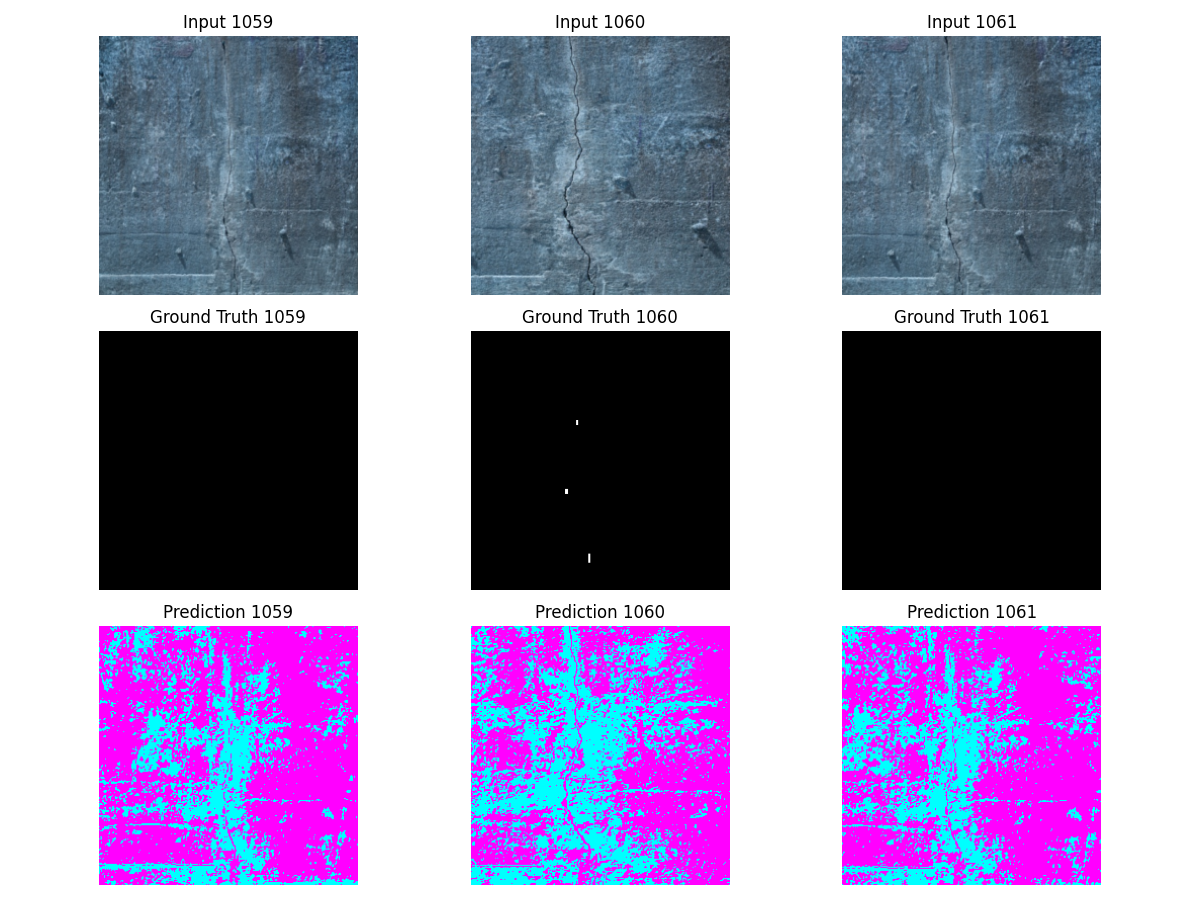 Input 1059
Input 1060
Input 1061
Ground Truth 1059
Ground Truth 1060
Ground Truth 1061
Prediction 1059
Prediction 1060
Prediction 1061